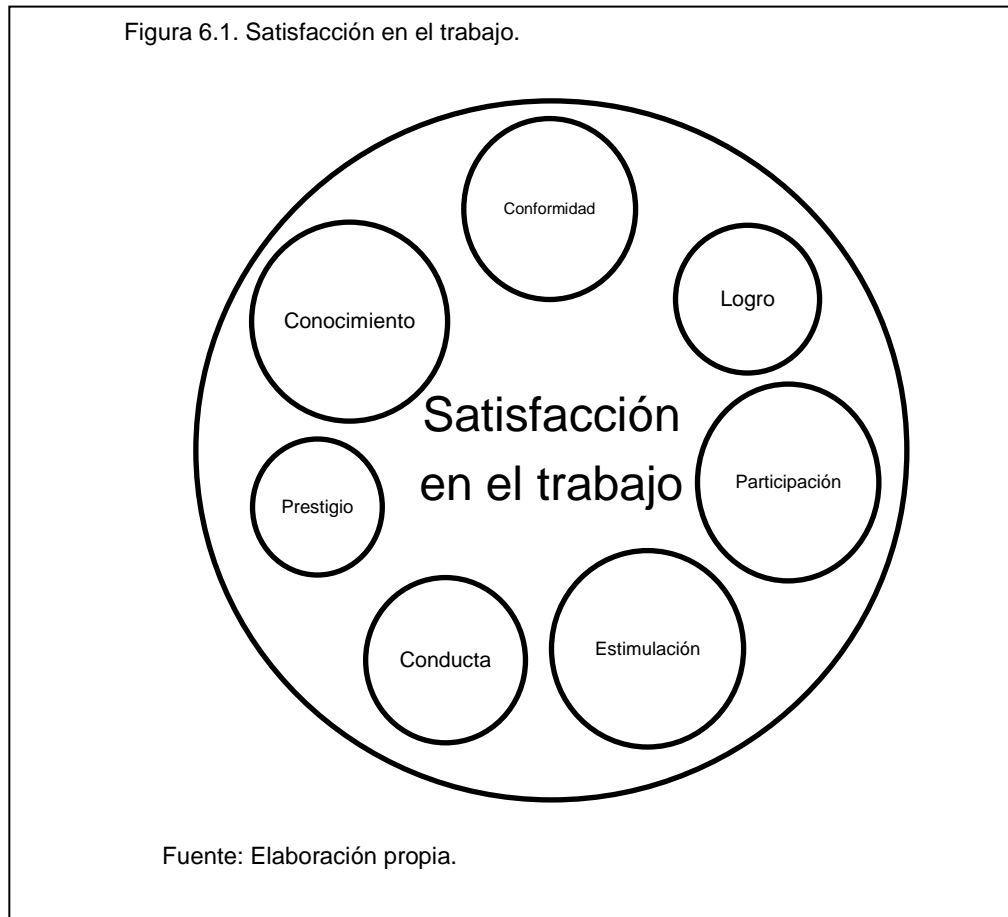 Figura 6.1. Satisfacción en el trabajo.
Conformidad
Logro
Conocimiento
Satisfacción
en el trabajo
Participación
Prestigio
Estimulación
Conducta
Fuente: Elaboración propia.